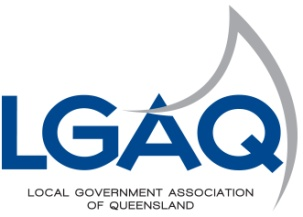 LGAQ
LOCAL GOVERNMENT ASSOCIATION
OF QUEENSLAND